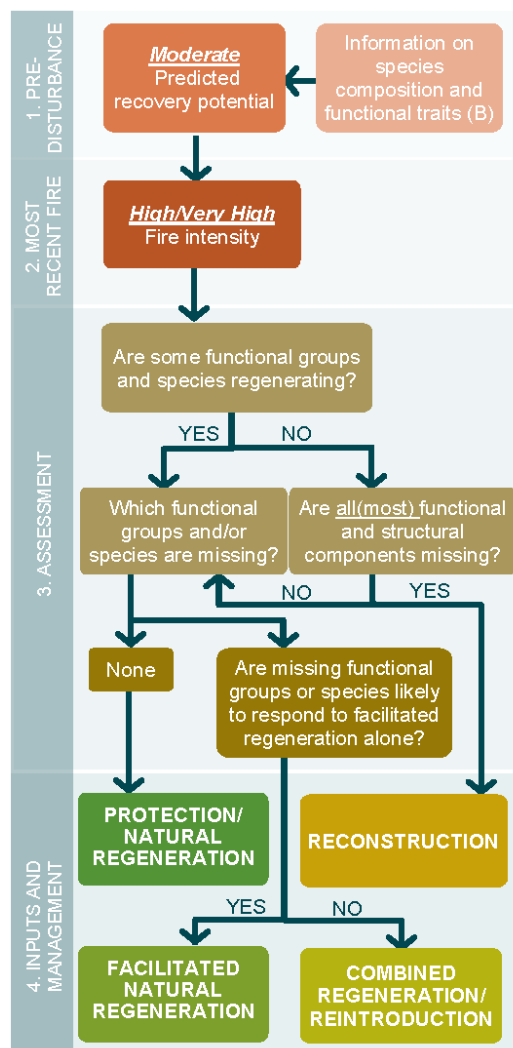 1. PRE-
DISTURBANCE
Moderate
Predicted
recovery potential
Information on
species
composition and
functional traits (B)
2. MOST
RECENT FIRE
High/Very High
Fire intensity
3. ASSESSMENT
Are some functional groups
and species regenerating?
YES
NO
Which functional
groups and/or
species are missing?
Are all(most) functional
and structural
components missing?
NO
YES
None
Are missing functional
groups or species likely
to respond to facilitated
regeneration alone?
4. INPUTS AND
MANAGEMENT
PROTECTION/
NATURAL
REGENERATION
RECONSTRUCTION
YES
NO
FACILITATED
NATURAL
REGENERATION
COMBINED
REGENERATION/
REINTRODUCTION